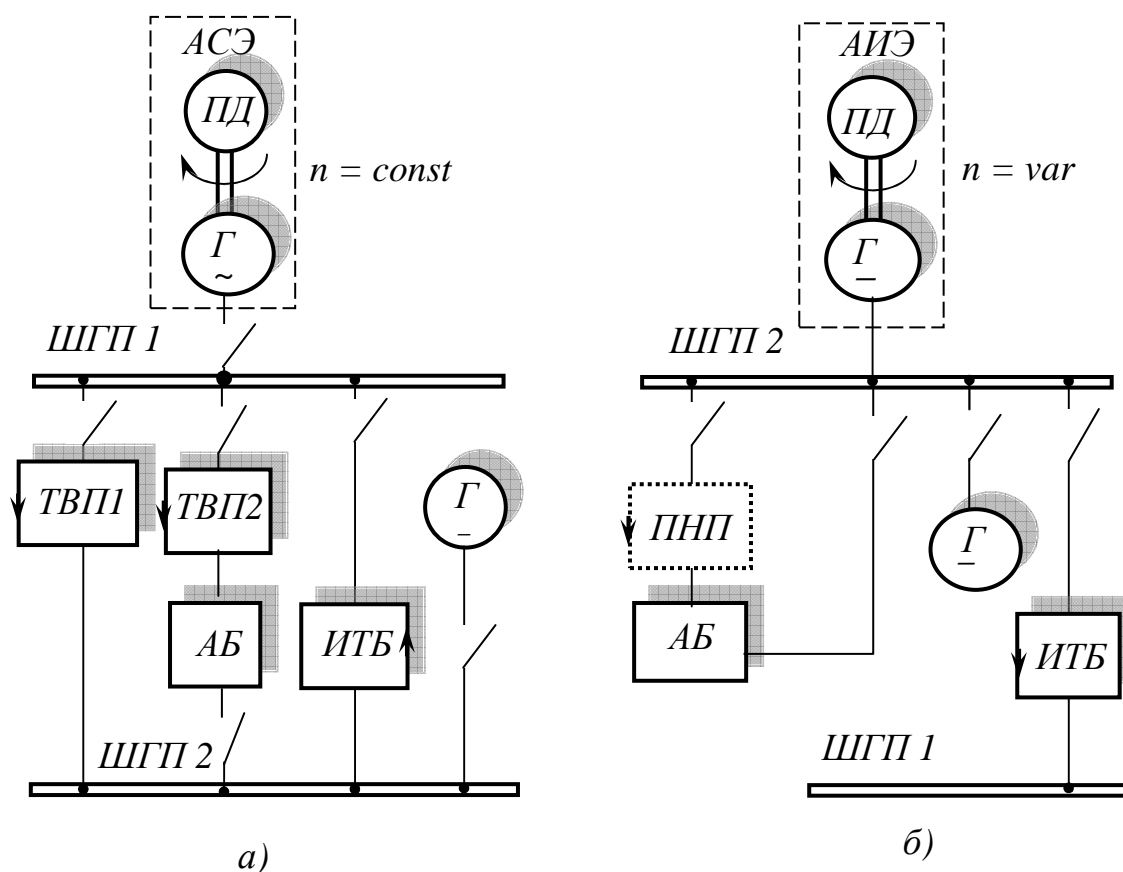 АСЭ
ПД
n = const
Г
~
ШГП 1
ТВП1
ТВП2
Г
–
АБ
ИТБ
ШГП 2
а)
АИЭ
ПД
n = var
Г
–
ШГП 2
ПНП
Г
–
АБ
ИТБ
ШГП 1
б)